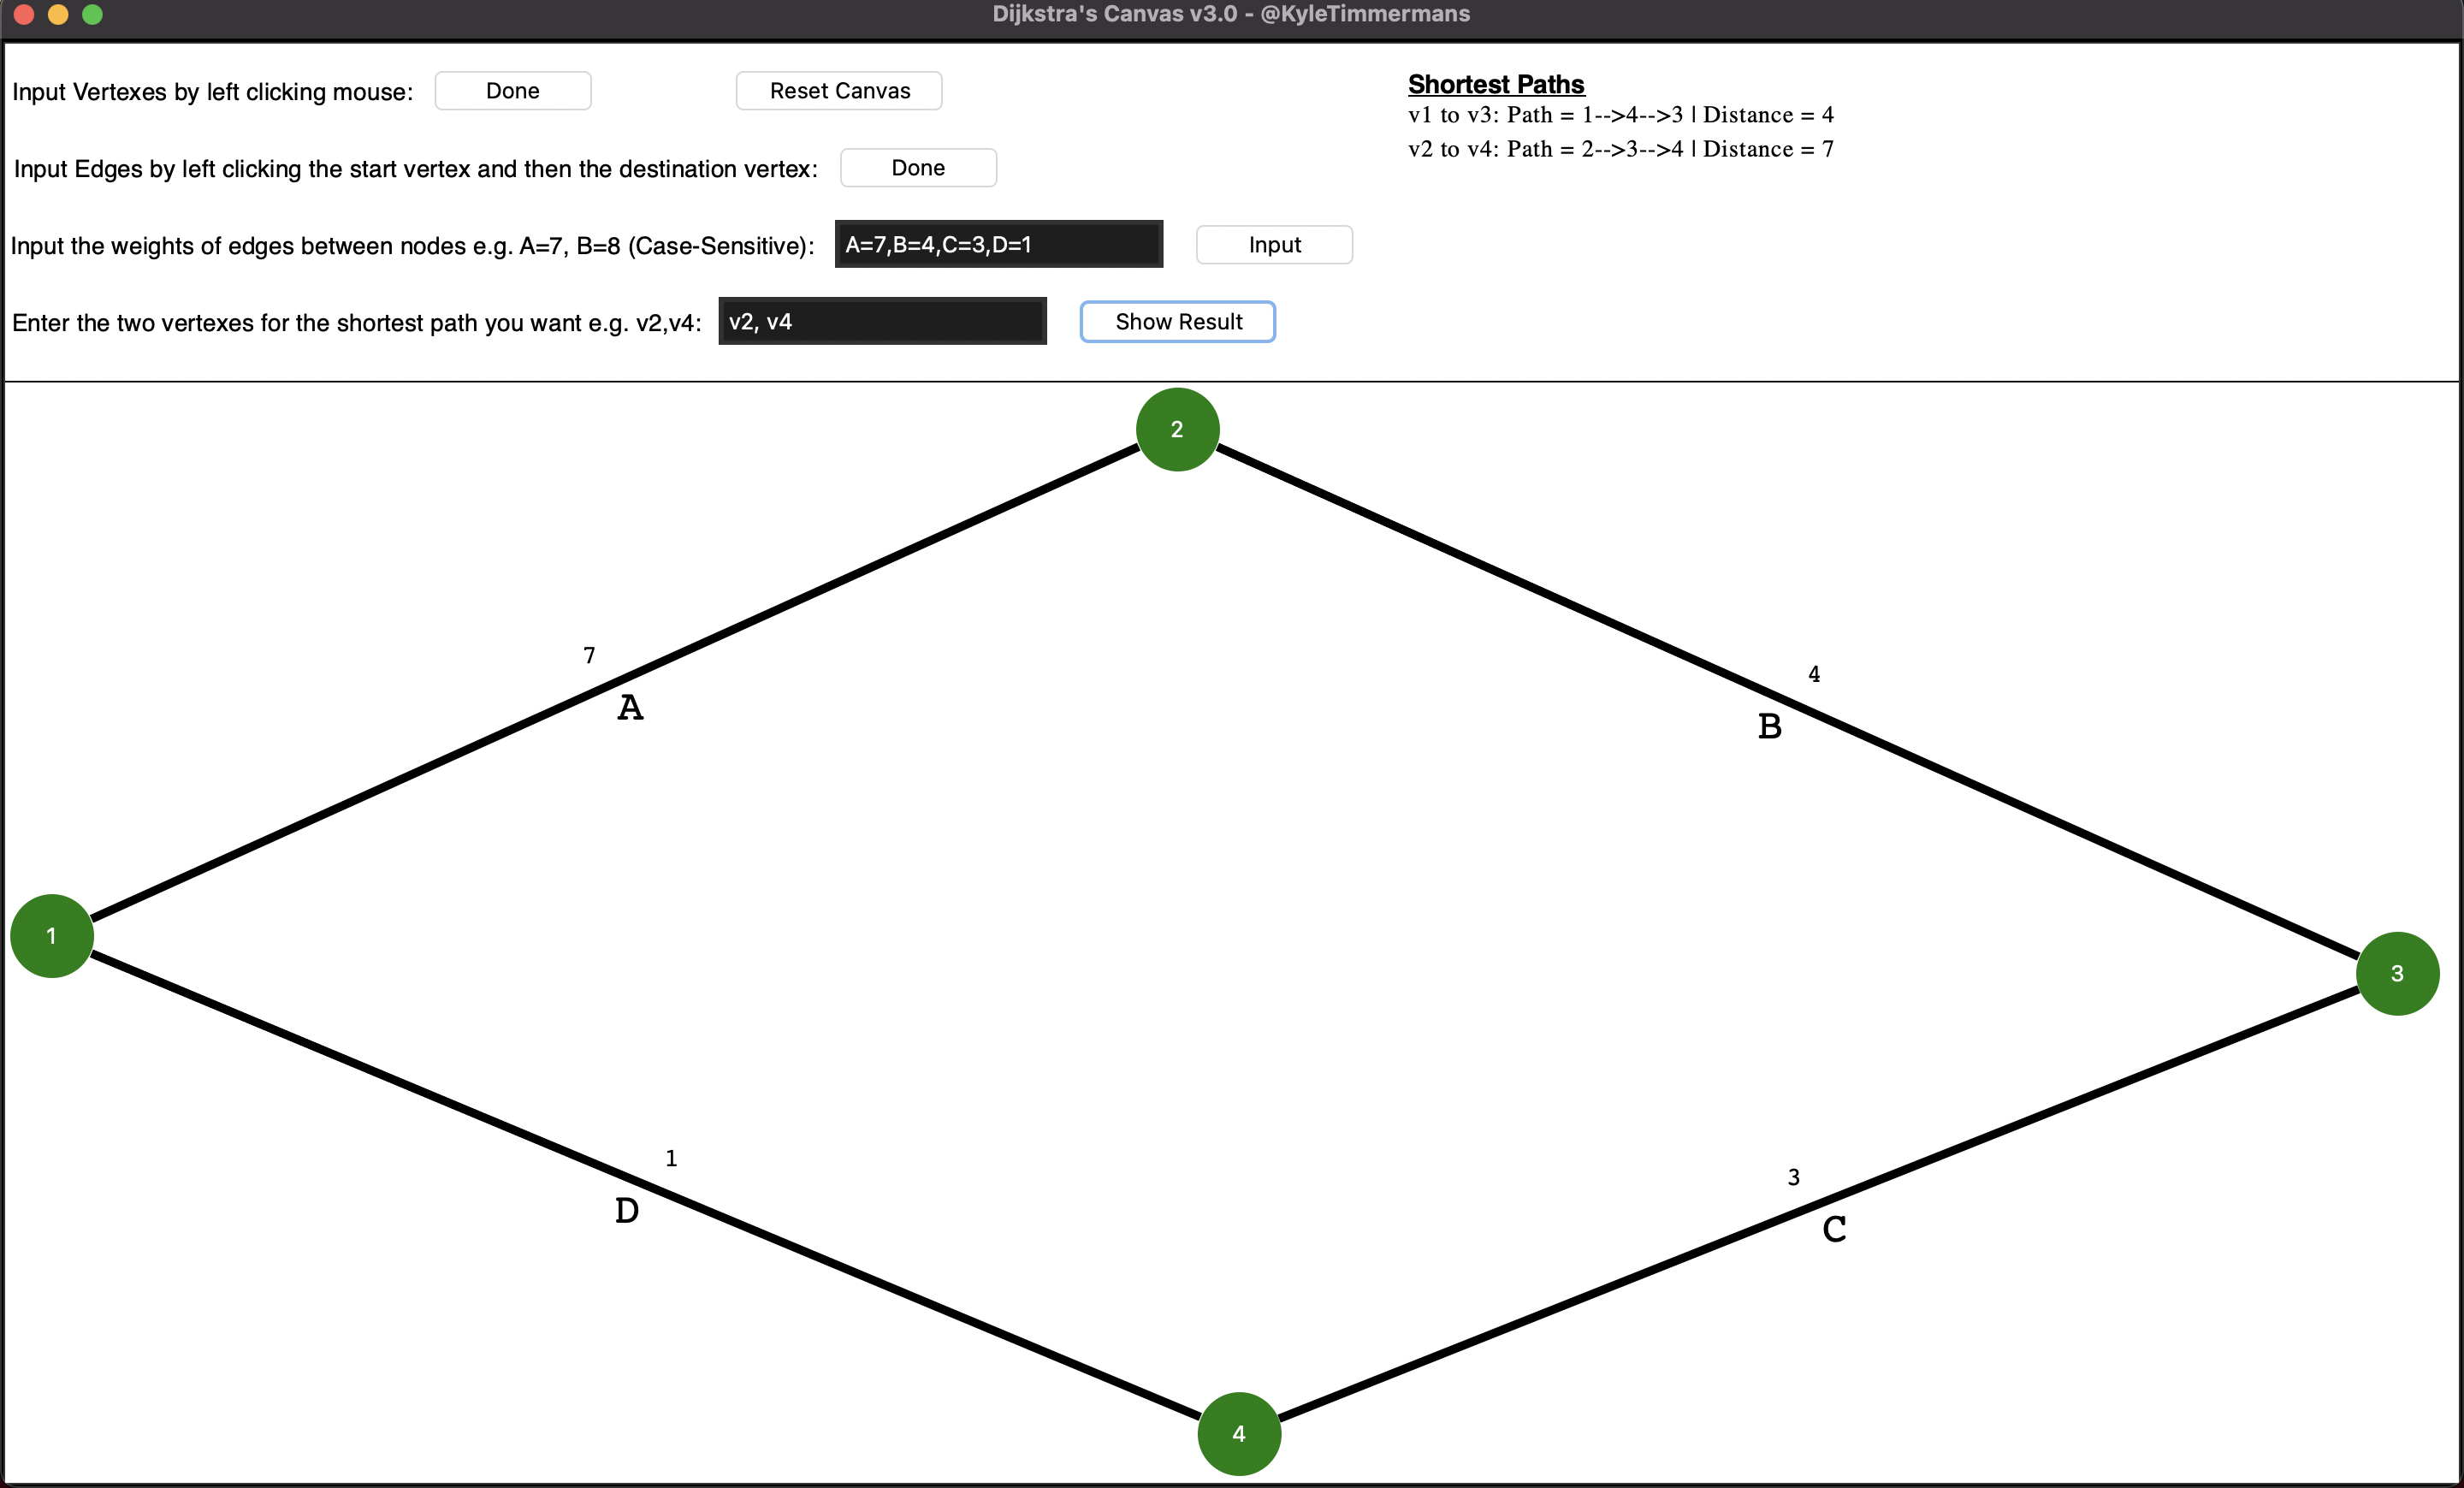 Dijkstra's Canvas v3.0 - @KyleTimmermans
Input Vertexes by left clicking mouse: Done Reset Canvas
Input Edges by left clicking the start vertex and then the destination vertex: Done
Input the weights of edges between nodes e.g. A=7, B=8 (Case-Sensitive): A=7,B=4,C=3,D=1 Input
Enter the two vertexes for the shortest path you want e.g. v2,v4: v2, v4 Show Result
Shortest Paths
v1 to v3: Path = 1-->4-->3 | Distance = 4
v2 to v4: Path = 2-->3-->4 | Distance = 7
2
7
A
4
B
1
3
1
D
3
C
4